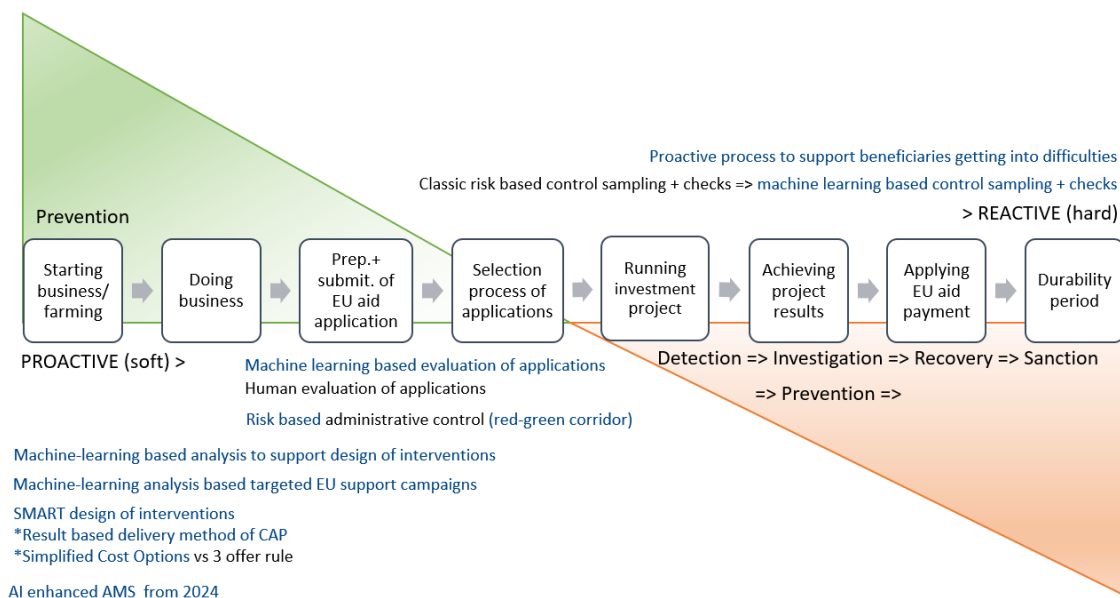 Proactive process to support beneficiaries getting into difficulties
Classic risk based control sampling + checks => machine learning based control sampling + checks
> REACTIVE (hard)
Prevention
Starting
business/
farming
Doing
business
Prep.+
submit. of
EU aid
application
Selection
process of
applications
Running
investment
project
Achieving
project
results
Applying
EU aid
payment
Durability
period
PROACTIVE (soft) >
Detection => Investigation => Recovery => Sanction
=> Prevention =>
Machine learning based evaluation of applications
Human evaluation of applications
Risk based administrative control (red-green corridor)
Machine-learning based analysis to support design of interventions
Machine-learning analysis based targeted EU support campaigns
SMART design of interventions
*Result based delivery method of CAP
*Simplified Cost Options vs 3 offer rule
AI enhanced AMS from 2024